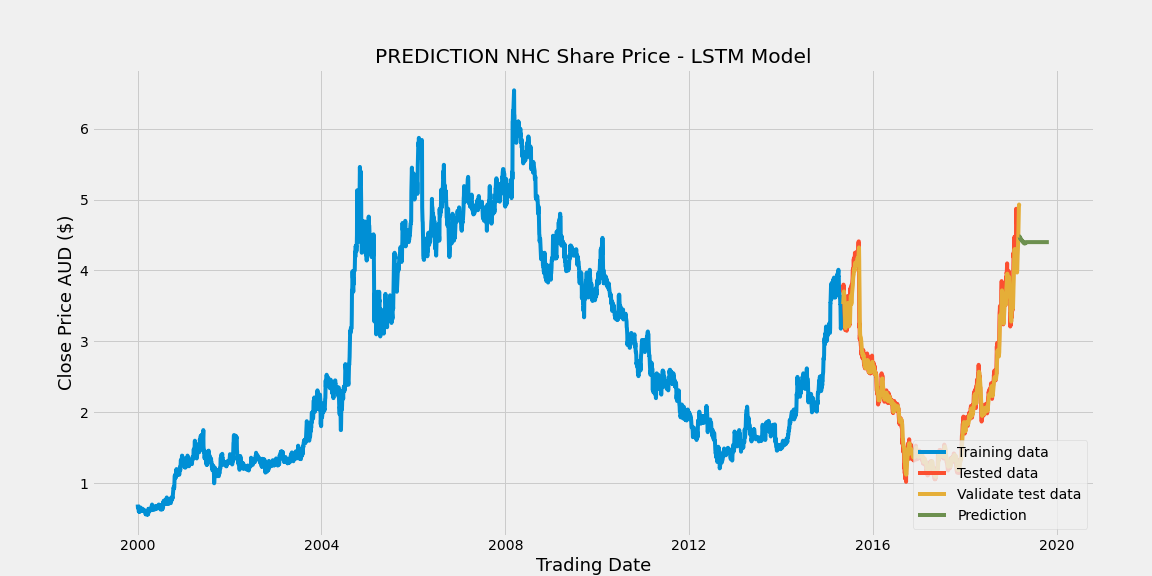 PREDICTION NHC Share Price - LSTM Model
Close Price AUD ($)
6
5
4
3
2
1
Training data
Tested data
Validate test data
Prediction
2000 2004 2008 2012 2016 2020
Trading Date